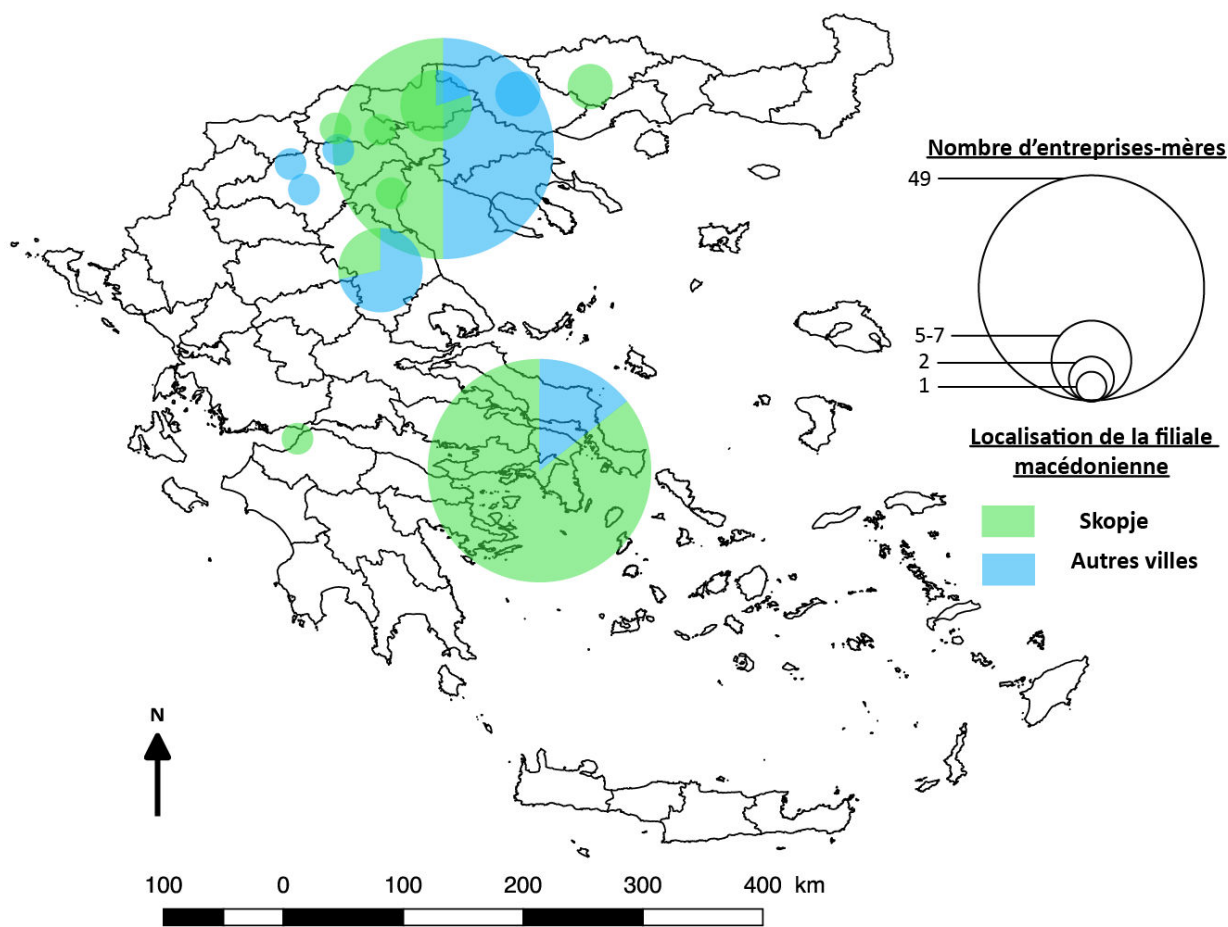 Nombre d'entreprises-mères
49
5-7
2
1
Localisation de la filiale
macédonienne
Skopje
Autres villes
N
100 0 100 200 300 400 km